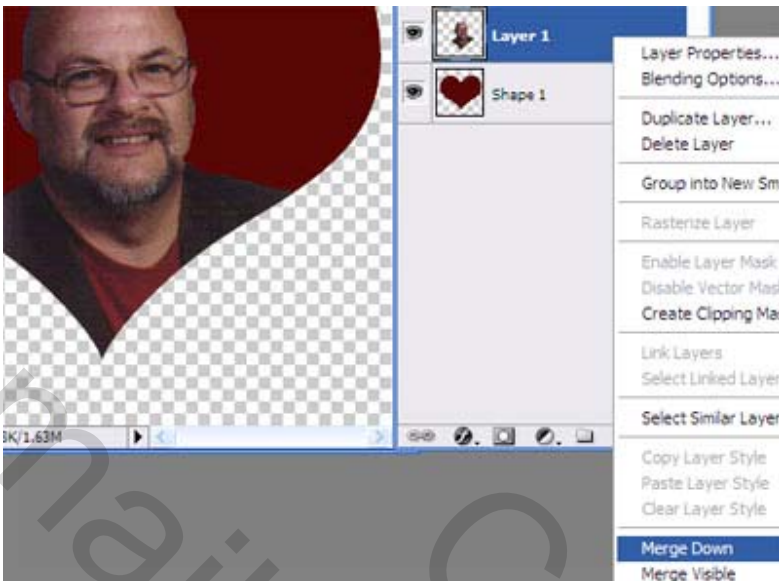 Layer 1
Shape 1
Layer Properties...
Blending Options...
Duplicate Layer...
Delete Layer
Group into New Sm
Rasterize Layer
Enable Layer Mask
Disable Vector Mask
Create Clipping Ma
Link Layers
Select Linked Layer
Select Similar Layer
Copy Layer Style
Paste Layer Style
Clear Layer Style
Merge Down
Merge Visible
3K/1.63M